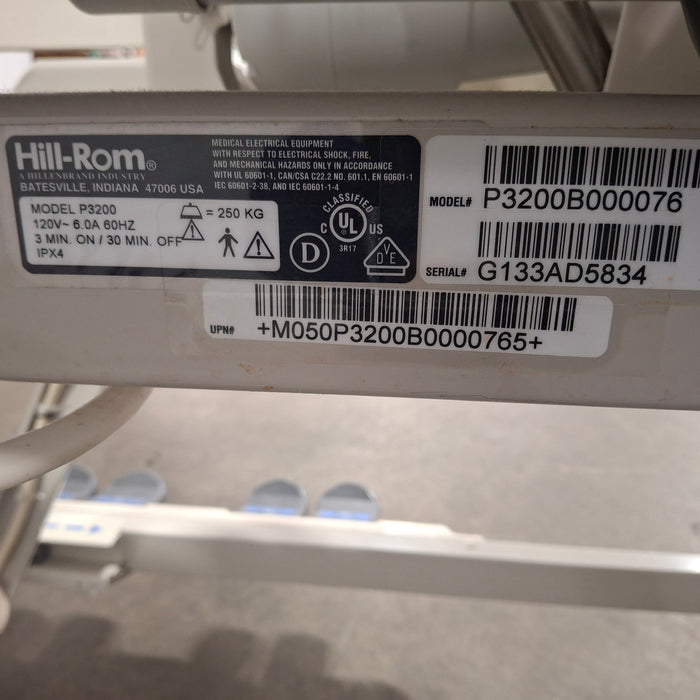 Hill-Rom®
A HILLENBRAND INDUSTRY
BATESVILLE, INDIANA 47006 USA
MEDICAL ELECTRICAL EQUIPMENT
WITH RESPECT TO ELECTRICAL SHOCK, FIRE,
AND MECHANICAL HAZARDS ONLY IN ACCORDANCE
WITH UL 60601-1, CAN/CSA C22.2 NO. 601.1, EN 60601-1
IEC 60601-2-38, AND IEC 60601-1-4
MODEL P3200
120V~ 6.0A 60HZ
3 MIN. ON / 30 MIN. OFF
IPX4
= 250 KG
CLASSIFIED
C UL US
3R17
D
VDE
MODEL# P3200B000076
SERIAL# G133AD5834
UPN# +M050P3200B0000765+